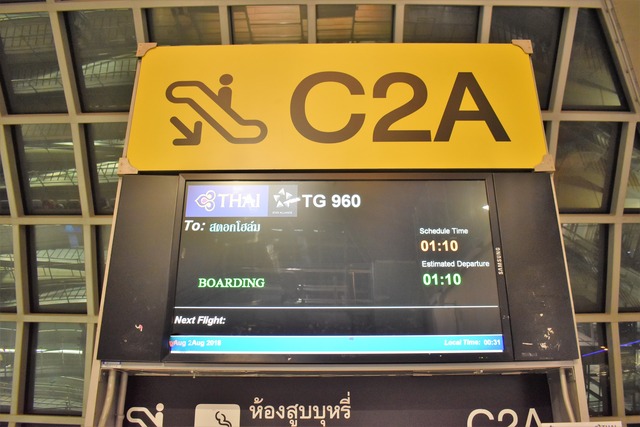 C2A
THAI TG 960
To: สตอกโฮล์ม
Schedule Time
01:10
Estimated Departure
BOARDING 01:10
SAMSUNG
Next Flight:
Local Time: 00:31
ห้องสูบบุหรี่
C2A